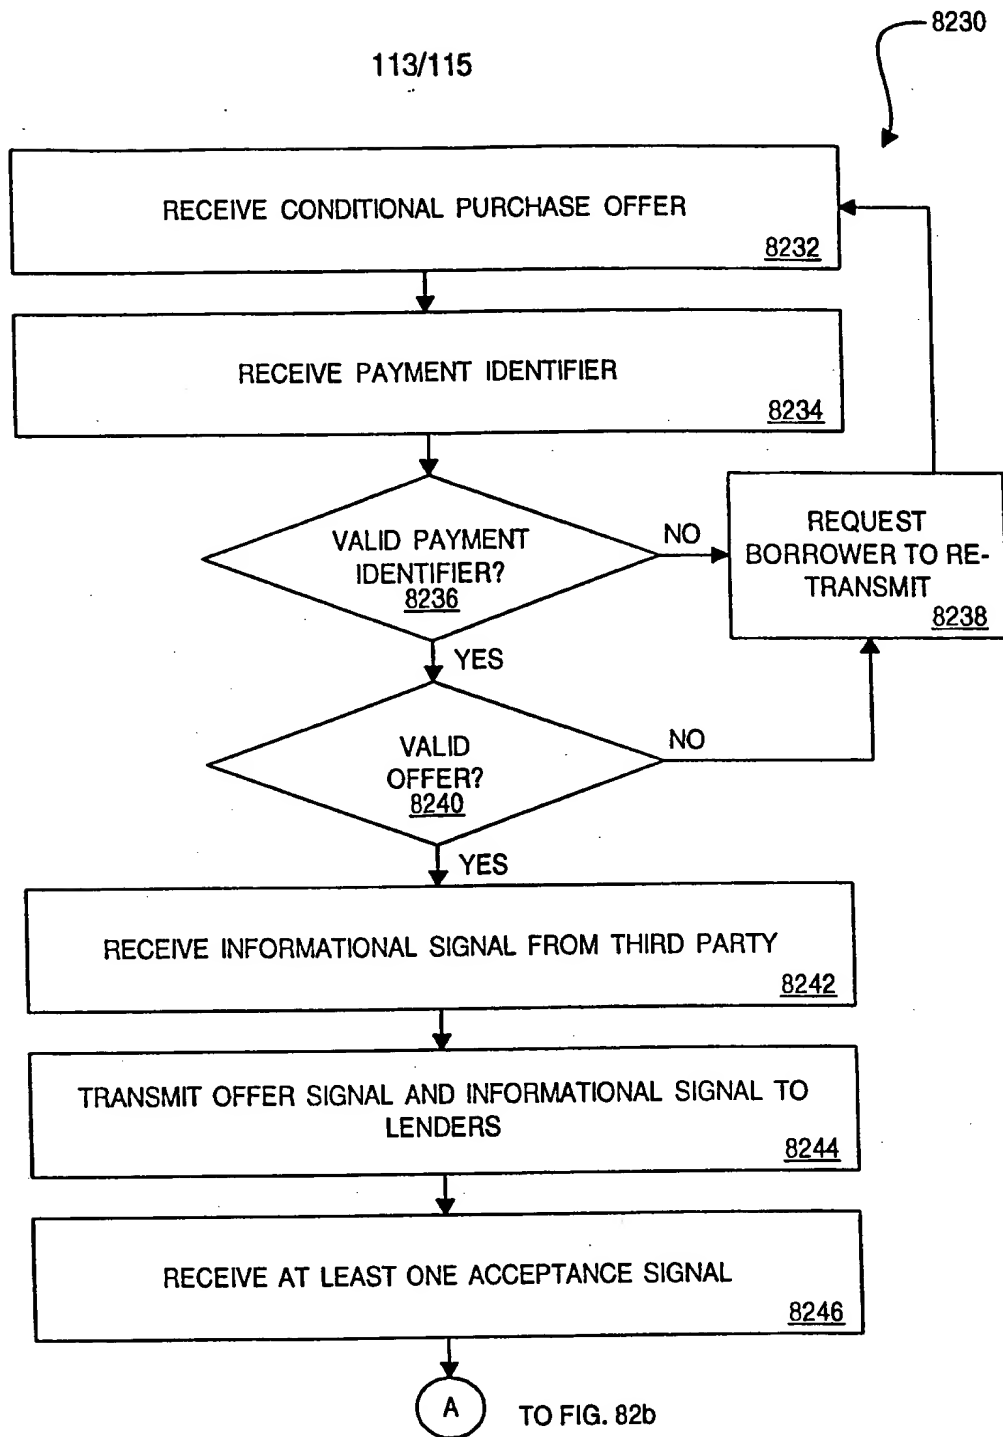 8230
113/115
RECEIVE CONDITIONAL PURCHASE OFFER
8232
RECEIVE PAYMENT IDENTIFIER
8234
VALID PAYMENT
IDENTIFIER?
8236
NO
REQUEST
BORROWER TO RE-
TRANSMIT
8238
YES
VALID
OFFER?
8240
NO
YES
RECEIVE INFORMATIONAL SIGNAL FROM THIRD PARTY
8242
TRANSMIT OFFER SIGNAL AND INFORMATIONAL SIGNAL TO
LENDERS
8244
RECEIVE AT LEAST ONE ACCEPTANCE SIGNAL
8246
A
TO FIG. 82b